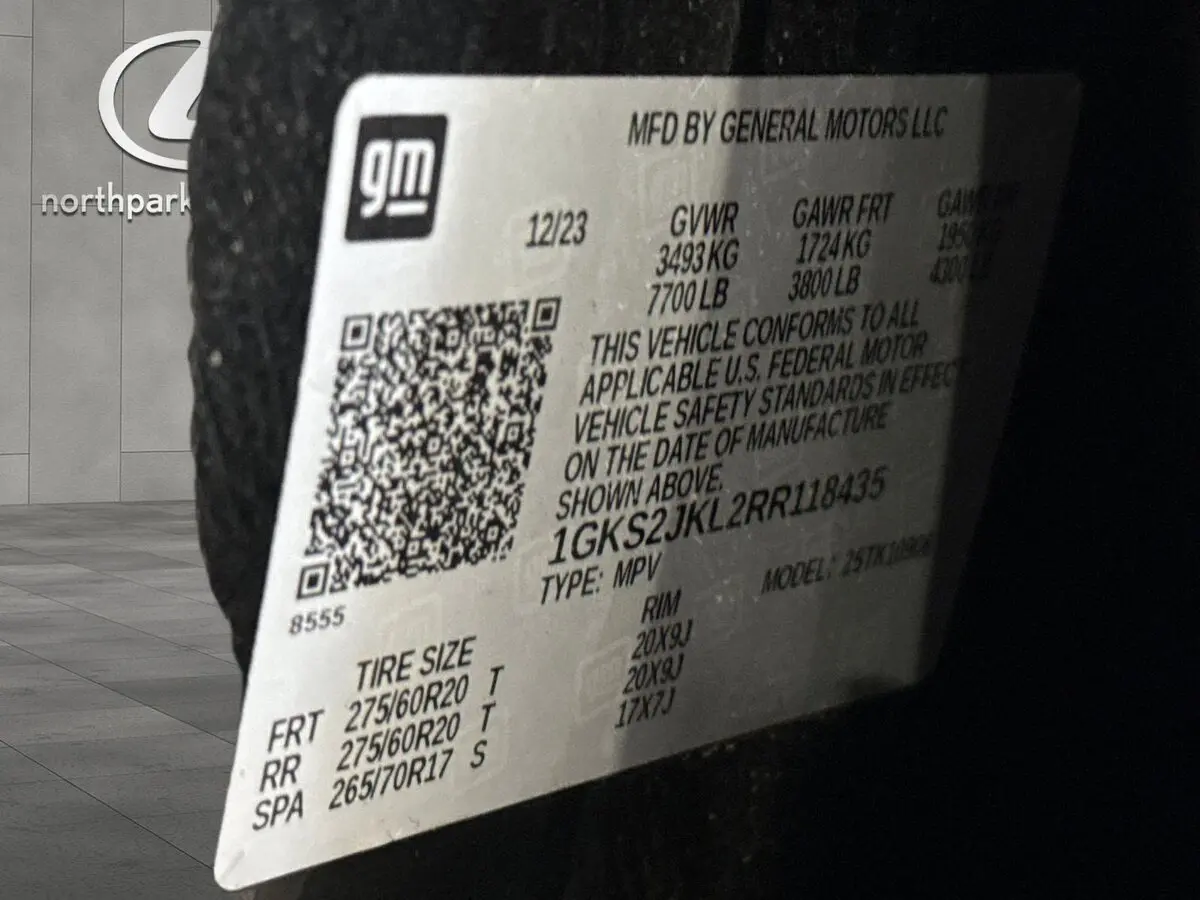 northpark
gm
MFD BY GENERAL MOTORS LLC
12/23 GVWR GAWR FRT
3493 KG 1724 KG
7700 LB 3800 LB 4300 LB
THIS VEHICLE CONFORMS TO ALL
APPLICABLE U.S. FEDERAL MOTOR
VEHICLE SAFETY STANDARDS IN EFFECT
ON THE DATE OF MANUFACTURE
SHOWN ABOVE.
1GKS2JKL2RR118435
TYPE: MPV MODEL:
8555
TIRE SIZE RIM
FRT 275/60R20 T 20X9J
RR 275/60R20 T 20X9J
SPA 265/70R17 S 17X7J